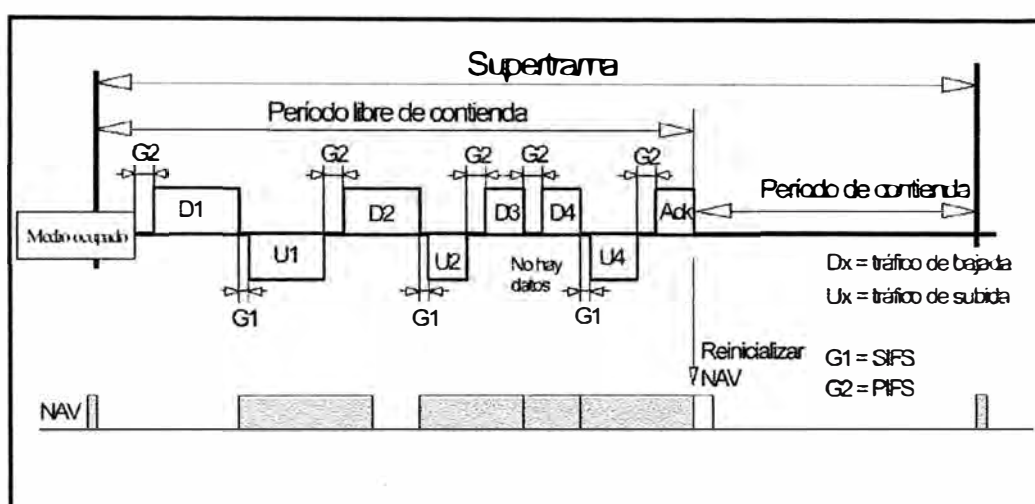 Supertrama
Período libre de contienda
G2 G2 G2 G2 G2
Período de contienda
D1 D2 D3 D4 Ack
Medio ocupado
U1 U2 No hay datos U4
Dx = tráfico de bajada
Ux = tráfico de subida
G1 G1 G1
Reinicializar NAV
G1 = SIFS
G2 = PIFS
NAV